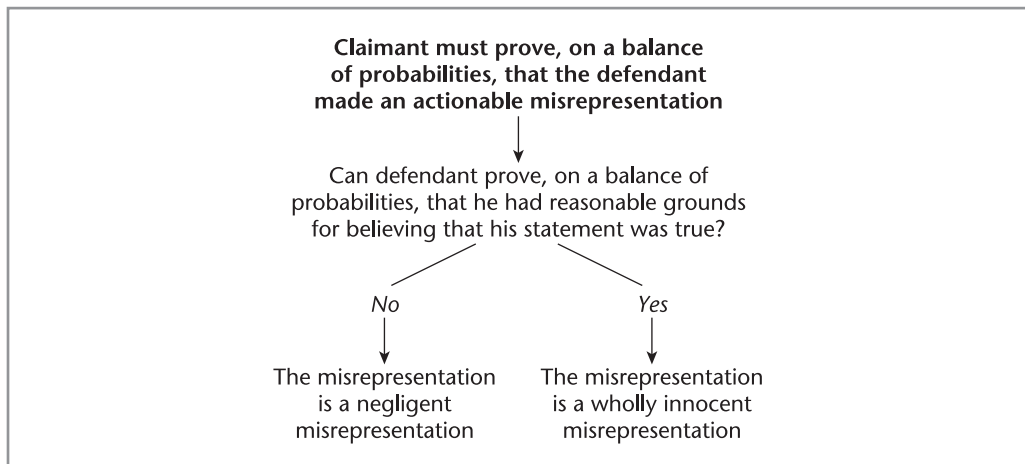 Claimant must prove, on a balance
of probabilities, that the defendant
made an actionable misrepresentation
Can defendant prove, on a balance of
probabilities, that he had reasonable grounds
for believing that his statement was true?
No
Yes
The misrepresentation
is a negligent
misrepresentation
The misrepresentation
is a wholly innocent
misrepresentation